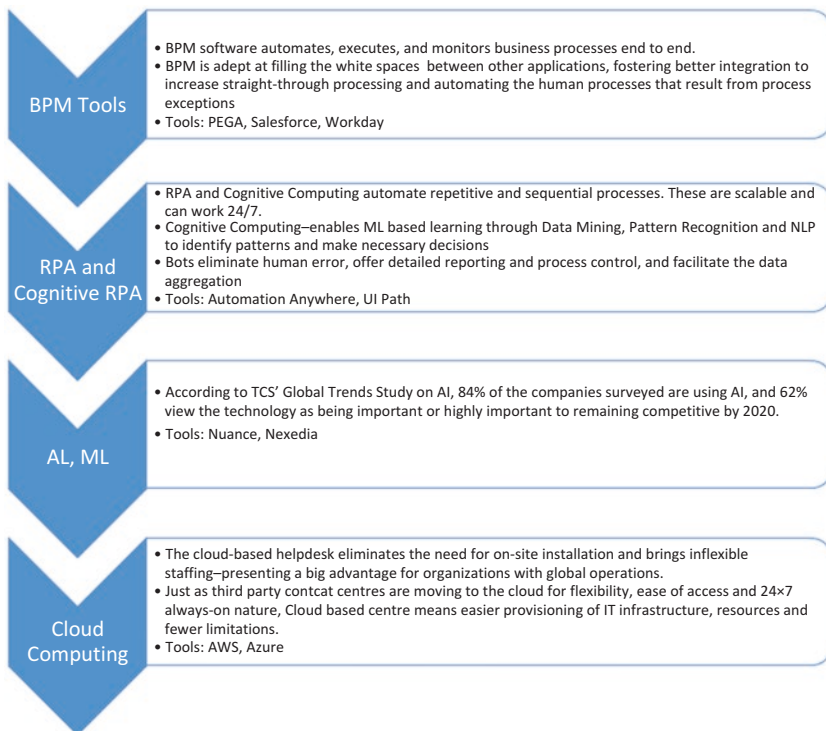 BPM Tools
• BPM software automates, executes, and monitors business processes end to end.
• BPM is adept at filling the white spaces between other applications, fostering better integration to
increase straight-through processing and automating the human processes that result from process
exceptions
• Tools: PEGA, Salesforce, Workday
RPA and
Cognitive RPA
• RPA and Cognitive Computing automate repetitive and sequential processes. These are scalable and
can work 24/7.
• Cognitive Computing–enables ML based learning through Data Mining, Pattern Recognition and NLP
to identify patterns and make necessary decisions
• Bots eliminate human error, offer detailed reporting and process control, and facilitate the data
aggregation
• Tools: Automation Anywhere, UI Path
AL, ML
• According to TCS’ Global Trends Study on AI, 84% of the companies surveyed are using AI, and 62%
view the technology as being important or highly important to remaining competitive by 2020.
• Tools: Nuance, Nexedia
Cloud
Computing
• The cloud-based helpdesk eliminates the need for on-site installation and brings inflexible
staffing–presenting a big advantage for organizations with global operations.
• Just as third party contcat centres are moving to the cloud for flexibility, ease of access and 24×7
always-on nature, Cloud based centre means easier provisioning of IT infrastructure, resources and
fewer limitations.
• Tools: AWS, Azure